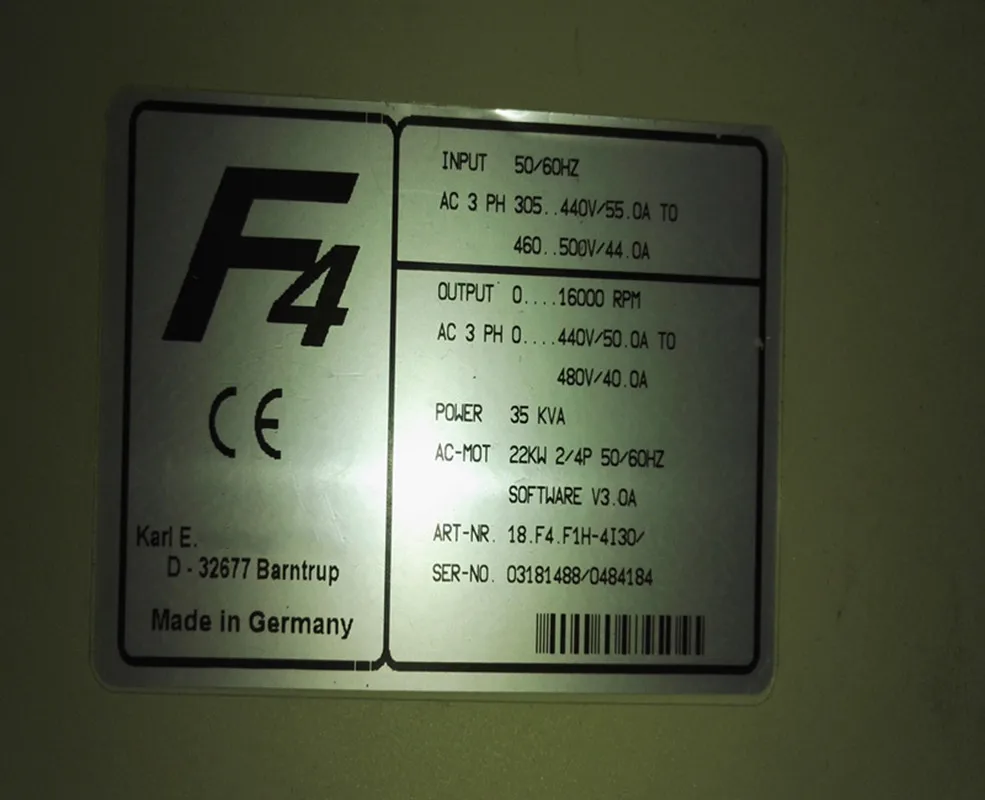 F4
CE
Karl E.
D - 32677 Barntrup
Made in Germany
INPUT 50/60HZ
AC 3 PH 305..440V/55.0A TO
460..500V/44.0A
OUTPUT 0....16000 RPM
AC 3 PH 0....440V/50.0A TO
480V/40.0A
POWER 35 KVA
AC-MOT 22KW 2/4P 50/60HZ
SOFTWARE V3.0A
ART-NR. 18.F4.F1H-4I30/
SER-NO. 03181488/0484184